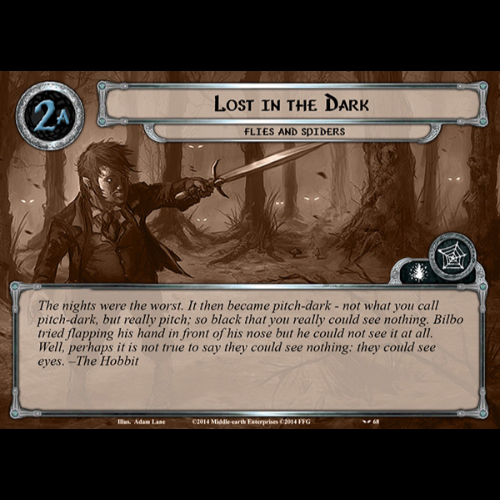 2A
LOST IN THE DARK
FLIES AND SPIDERS
The nights were the worst. It then became pitch-dark - not what you call
pitch-dark, but really pitch; so black that you really could see nothing. Bilbo
tried flapping his hand in front of his nose but he could not see it at all.
Well, perhaps it is not true to say they could see nothing: they could see
eyes. –The Hobbit
Illus. Adam Lane ©2014 Middle-earth Enterprises ©2014 FFG 68